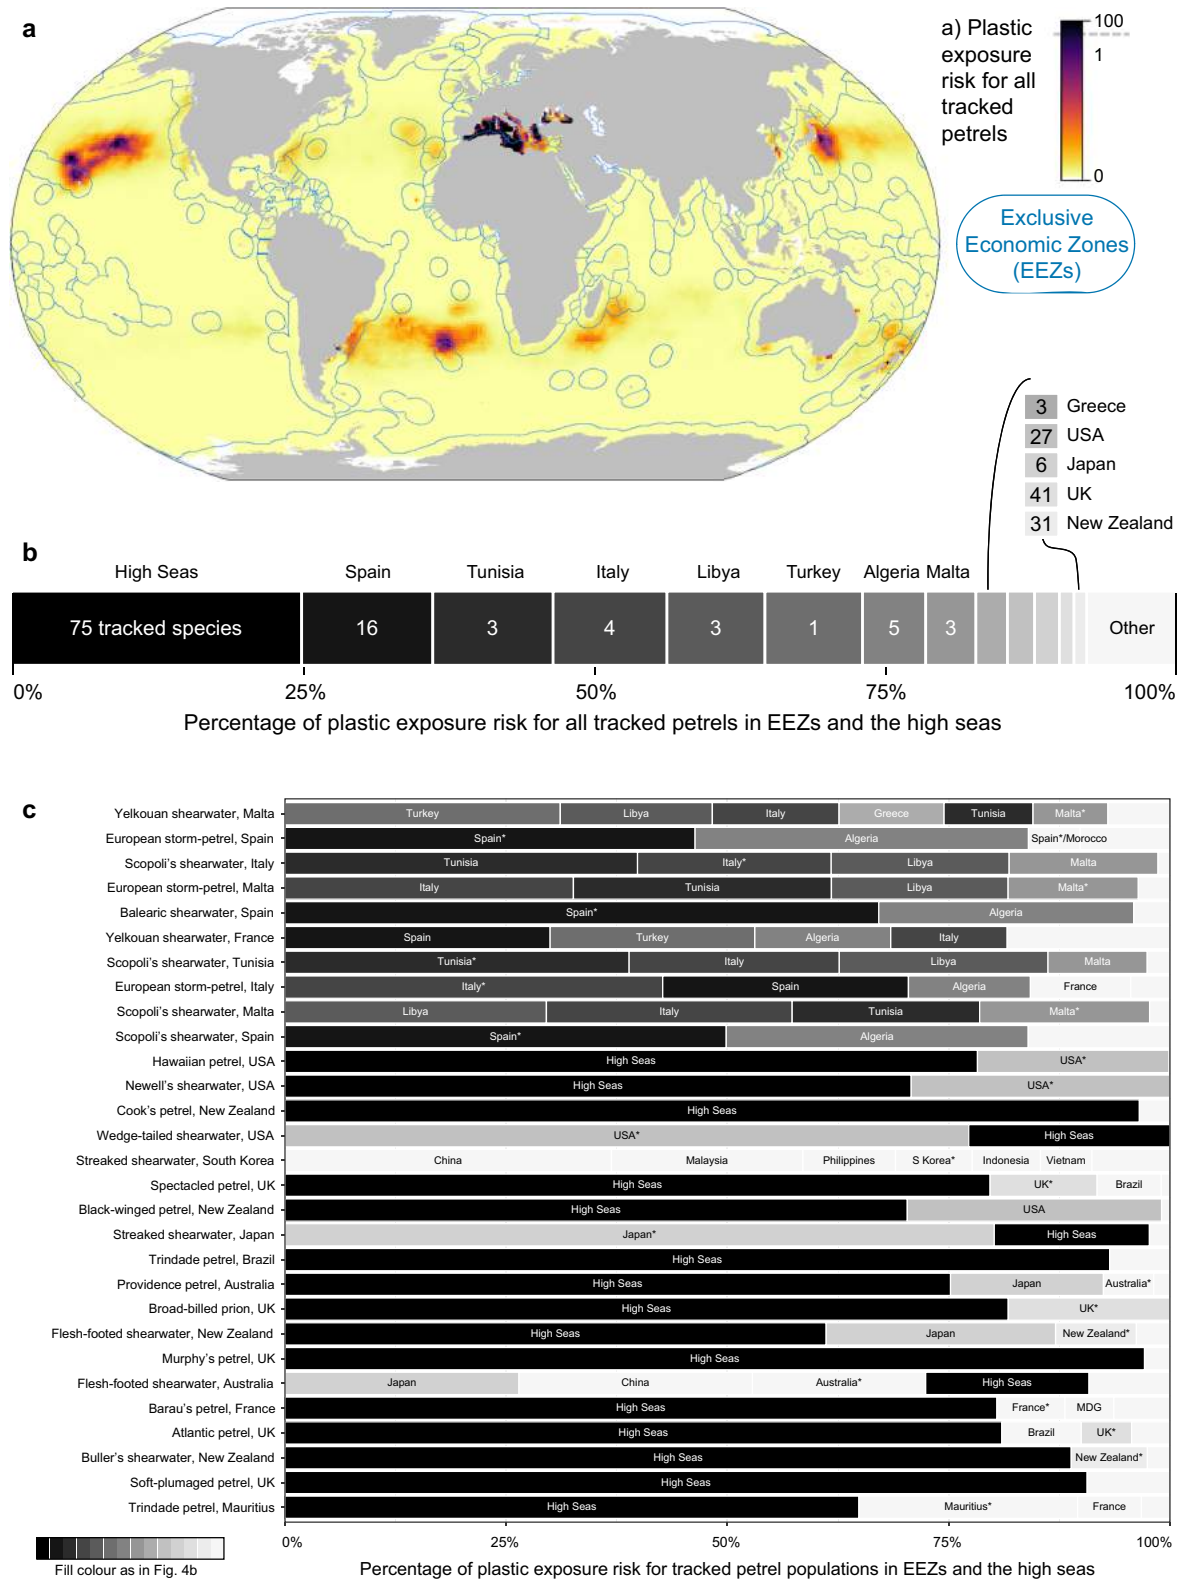 a
a) Plastic
exposure
risk for all
tracked
petrels
100
1
0
Exclusive
Economic Zones
(EEZs)
3 Greece
27 USA
6 Japan
41 UK
31 New Zealand
b
High Seas Spain Tunisia Italy Libya Turkey Algeria Malta
75 tracked species 16 3 4 3 1 5 3 Other
0% 25% 50% 75% 100%
Percentage of plastic exposure risk for all tracked petrels in EEZs and the high seas
c
Yelkouan shearwater, Malta Turkey Libya Italy Greece Tunisia Malta*
European storm-petrel, Spain Spain* Algeria Spain*/Morocco
Scopoli's shearwater, Italy Tunisia Italy* Libya Malta
European storm-petrel, Malta Italy Tunisia Libya Malta*
Balearic shearwater, Spain Spain* Algeria
Yelkouan shearwater, France Spain Turkey Algeria Italy
Scopoli's shearwater, Tunisia Tunisia* Italy Libya Malta
European storm-petrel, Italy Italy* Spain Algeria France
Scopoli's shearwater, Malta Libya Italy Tunisia Malta*
Scopoli's shearwater, Spain Spain* Algeria
Hawaiian petrel, USA High Seas USA*
Newell's shearwater, USA High Seas USA*
Cook's petrel, New Zealand High Seas
Wedge-tailed shearwater, USA USA* High Seas
Streaked shearwater, South Korea China Malaysia Philippines S Korea* Indonesia Vietnam
Spectacled petrel, UK High Seas UK* Brazil
Black-winged petrel, New Zealand High Seas USA
Streaked shearwater, Japan Japan* High Seas
Trindade petrel, Brazil High Seas
Providence petrel, Australia High Seas Japan Australia*
Broad-billed prion, UK High Seas UK*
Flesh-footed shearwater, New Zealand High Seas Japan New Zealand*
Murphy's petrel, UK High Seas
Flesh-footed shearwater, Australia Japan China Australia* High Seas
Barau's petrel, France High Seas France* MDG
Atlantic petrel, UK High Seas Brazil UK*
Buller's shearwater, New Zealand High Seas New Zealand*
Soft-plumaged petrel, UK High Seas
Trindade petrel, Mauritius High Seas Mauritius* France
0% 25% 50% 75% 100%
Fill colour as in Fig. 4b
Percentage of plastic exposure risk for tracked petrel populations in EEZs and the high seas